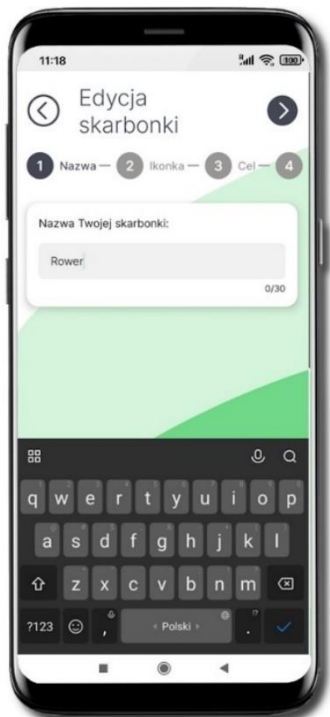 11:18
100
Edycja
skarbonki
1 Nazwa — 2 Ikonka — 3 Cel — 4
Nazwa Twojej skarbonki:
Rower
0/30
q w e r t y u i o p
a s d f g h j k l
z x c v b n m
?123 , Polski .